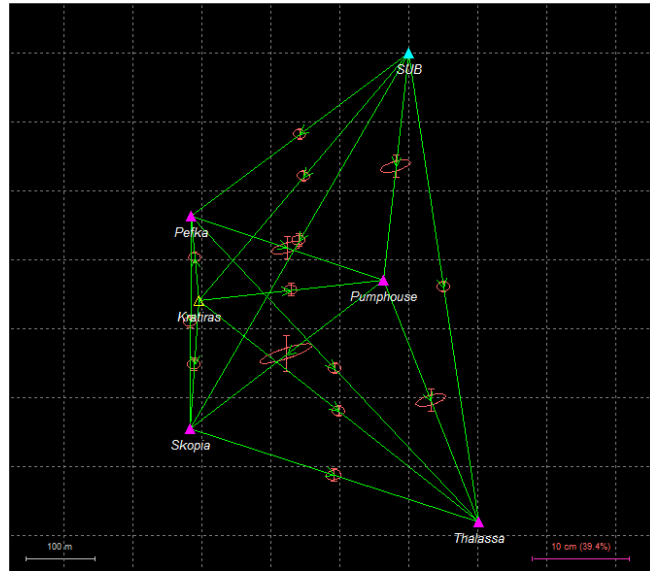 SUB
Pefka
Pumphouse
Kratiras
Skopia
Thalassa
100 m
10 cm (39.4%)